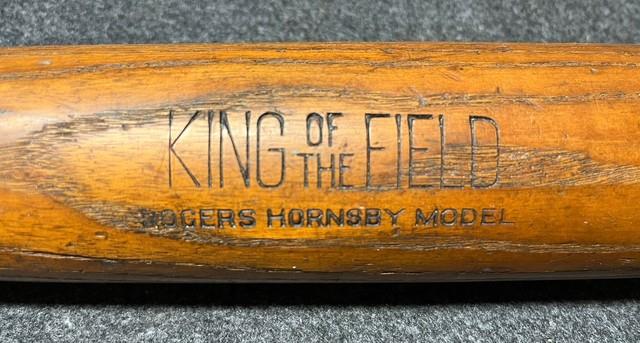 KING OF THE FIELD
ROGERS HORNSBY MODEL